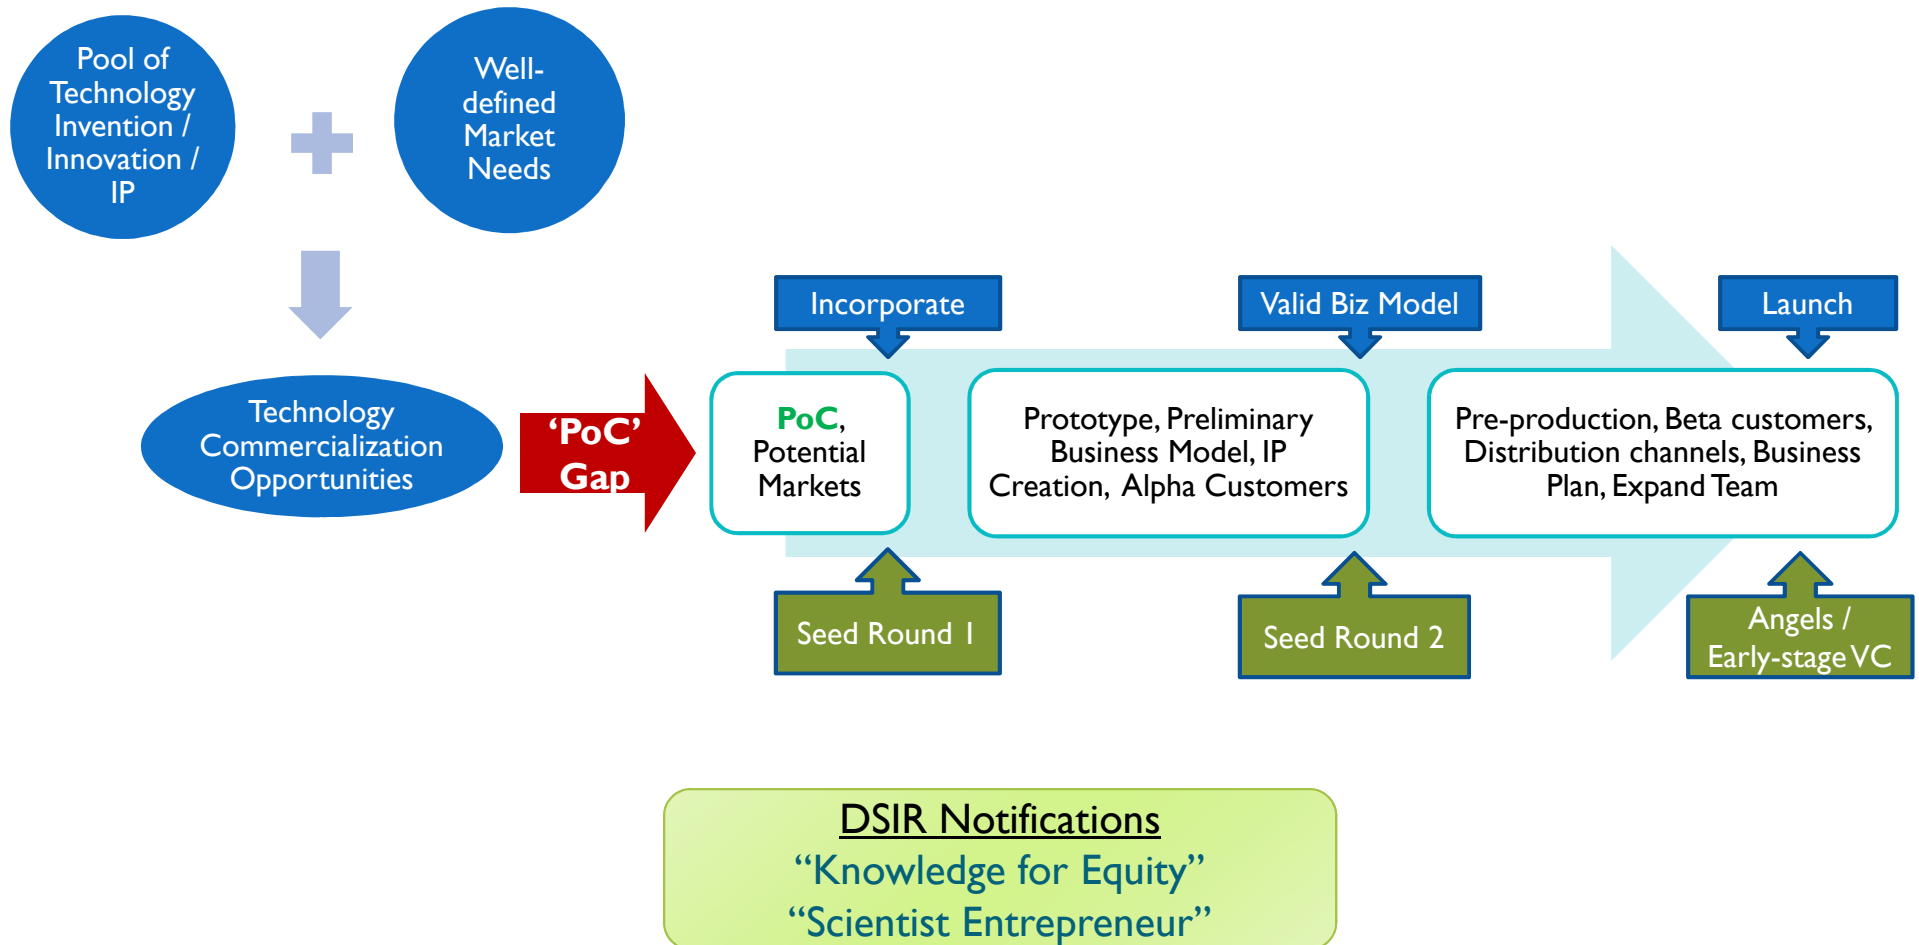 Pool of
Technology
Invention /
Innovation /
IP
Well-
defined
Market
Needs
Technology
Commercialization
Opportunities
‘PoC’
Gap
Incorporate
Valid Biz Model
Launch
PoC,
Potential
Markets
Prototype, Preliminary
Business Model, IP
Creation, Alpha Customers
Pre-production, Beta customers,
Distribution channels, Business
Plan, Expand Team
Seed Round 1
Seed Round 2
Angels /
Early-stage VC
DSIR Notifications
“Knowledge for Equity”
“Scientist Entrepreneur”